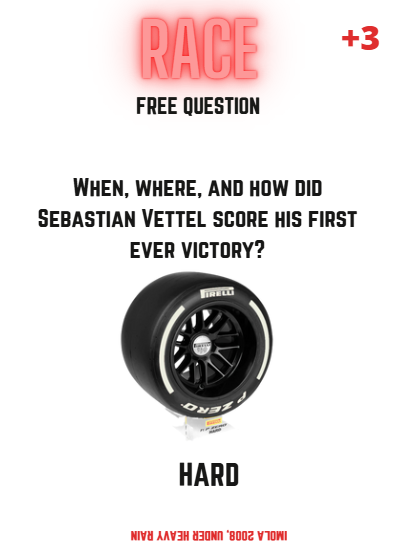 RACE
+3
FREE QUESTION
WHEN, WHERE, AND HOW DID
SEBASTIAN VETTEL SCORE HIS FIRST
EVER VICTORY?
PIRELLI
P ZERO
HARD
IMOLA 2008, UNDER HEAVY RAIN